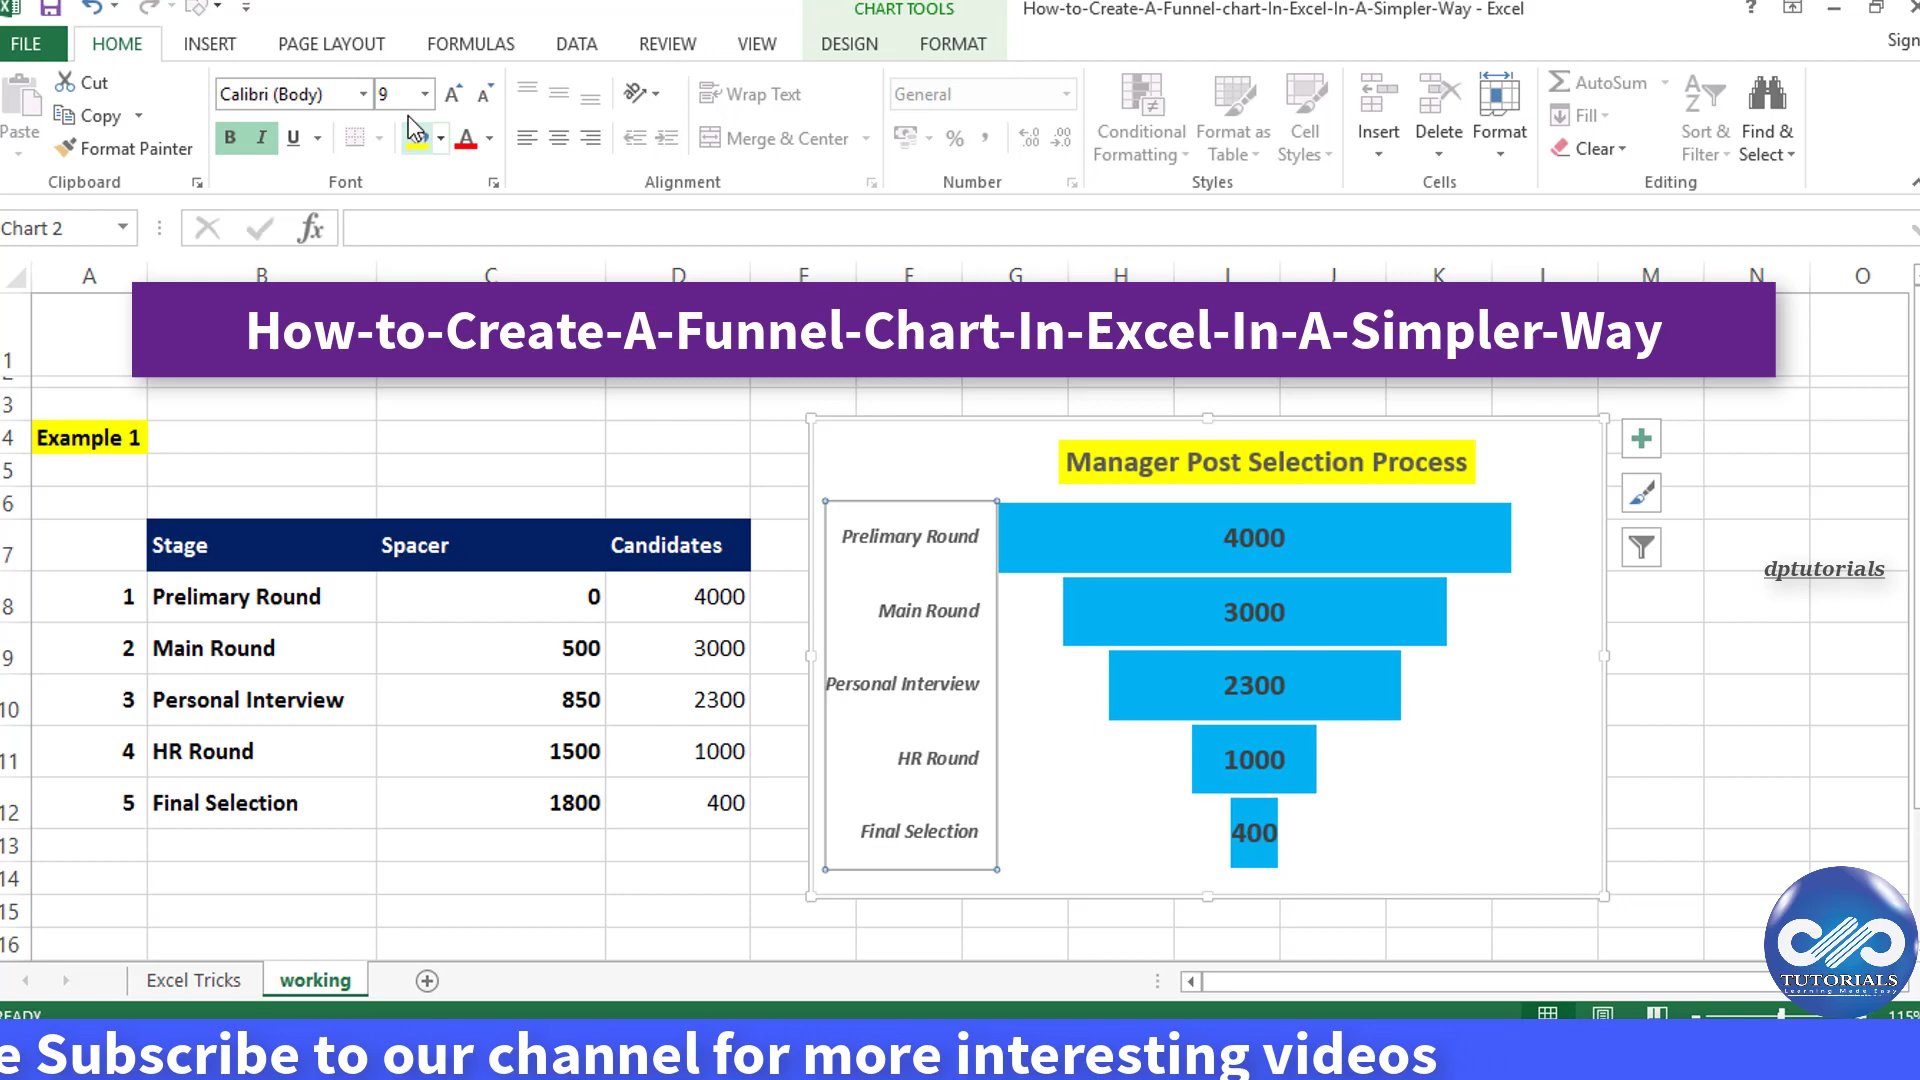 CHART TOOLS
How-to-Create-A-Funnel-chart-In-Excel-In-A-Simpler-Way - Excel
?
FILE HOME INSERT PAGE LAYOUT FORMULAS DATA REVIEW VIEW DESIGN FORMAT
Sign
Paste
Cut
Copy
Format Painter
Clipboard
Calibri (Body) 9
B I U
Font
Wrap Text
Merge & Center
Alignment
General
%
Number
Conditional Formatting
Format as Table
Cell Styles
Styles
Insert
Delete
Format
Cells
AutoSum
Fill
Clear
Sort & Filter
Find & Select
Editing
Chart 2
fx
A B C D E F G H I J K L M N O
How-to-Create-A-Funnel-Chart-In-Excel-In-A-Simpler-Way
1
3
4 Example 1
5
6
7 Stage Spacer Candidates
8 1 Prelimary Round 0 4000
9 2 Main Round 500 3000
10 3 Personal Interview 850 2300
11 4 HR Round 1500 1000
12 5 Final Selection 1800 400
13
14
15
16
Manager Post Selection Process
Prelimary Round 4000
Main Round 3000
Personal Interview 2300
HR Round 1000
Final Selection 400
dptutorials
TUTORIALS
Learning Made Easy
Excel Tricks working
READY
115%
e Subscribe to our channel for more interesting videos